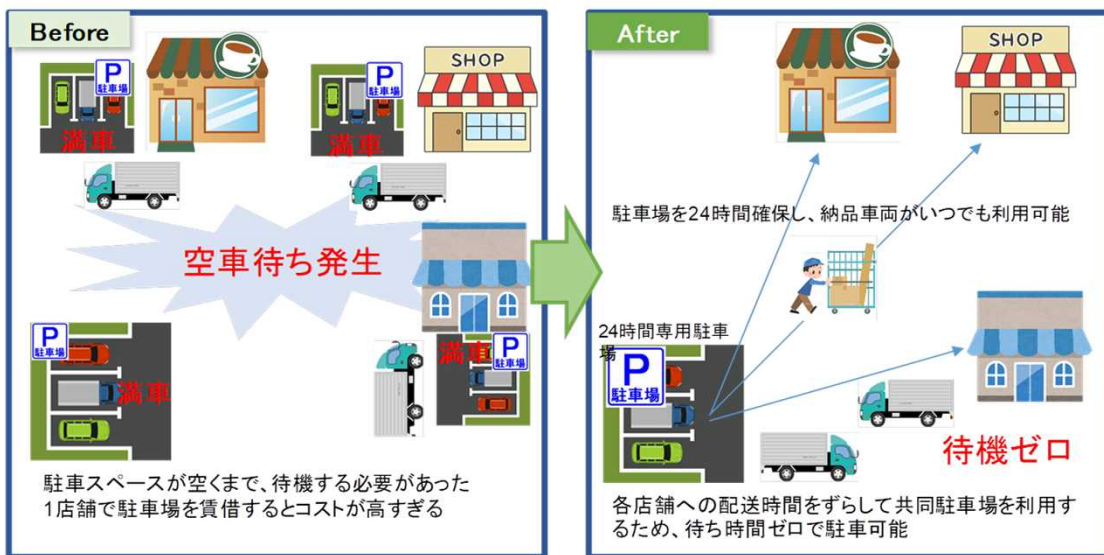 Before
P
駐車場
満車
P
駐車場
満車
SHOP
空車待ち発生
P
駐車場
満車
満車
P
駐車場
駐車スペースが空くまで、待機する必要があった
1店舗で駐車場を賃借するとコストが高すぎる
After
SHOP
駐車場を24時間確保し、納品車両がいつでも利用可能
24時間専用駐車
場
P
駐車場
待機ゼロ
各店舗への配送時間をずらして共同駐車場を利用す
るため、待ち時間ゼロで駐車可能